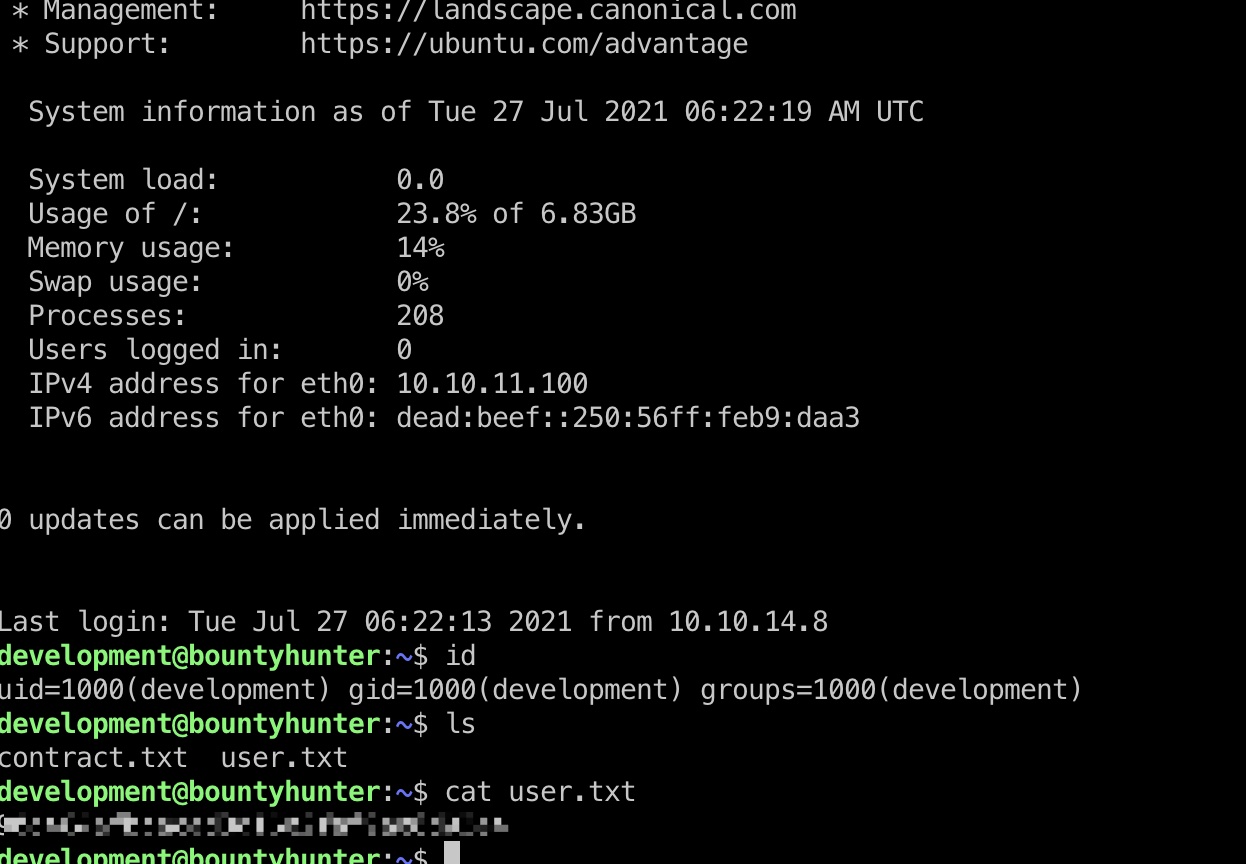 * Management: https://landscape.canonical.com
* Support: https://ubuntu.com/advantage
System information as of Tue 27 Jul 2021 06:22:19 AM UTC
System load: 0.0
Usage of /: 23.8% of 6.83GB
Memory usage: 14%
Swap usage: 0%
Processes: 208
Users logged in: 0
IPv4 address for eth0: 10.10.11.100
IPv6 address for eth0: dead:beef::250:56ff:feb9:daa3
0 updates can be applied immediately.
Last login: Tue Jul 27 06:22:13 2021 from 10.10.14.8
development@bountyhunter:~$ id
uid=1000(development) gid=1000(development) groups=1000(development)
development@bountyhunter:~$ ls
contract.txt user.txt
development@bountyhunter:~$ cat user.txt
development@bountyhunter:~$